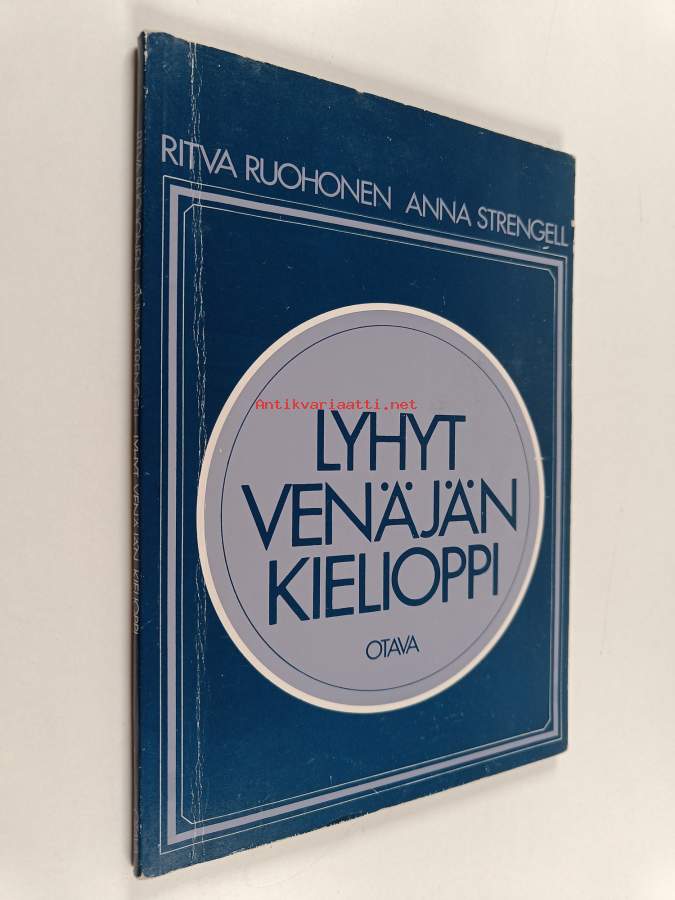 RITVA RUOHONEN ANNA STRENGELL
Antikvariaatti.net
LYHYT
VENÄJÄN
KIELIOPPI
OTAVA
RITVA RUOHONEN ANNA STRENGELL LYHYT VENÄJÄN KIELIOPPI